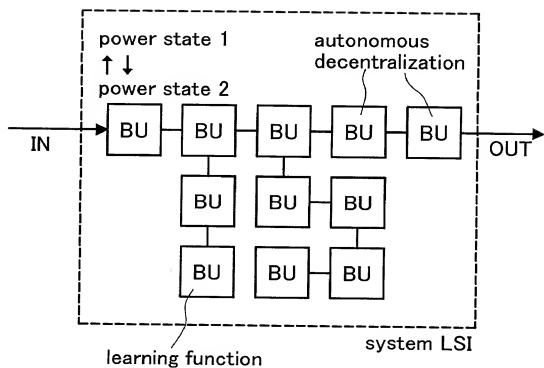 power state 1
↑ ↓
power state 2
autonomous
decentralization
IN
BU BU BU BU BU
OUT
BU BU BU
BU BU BU
learning function
system LSI